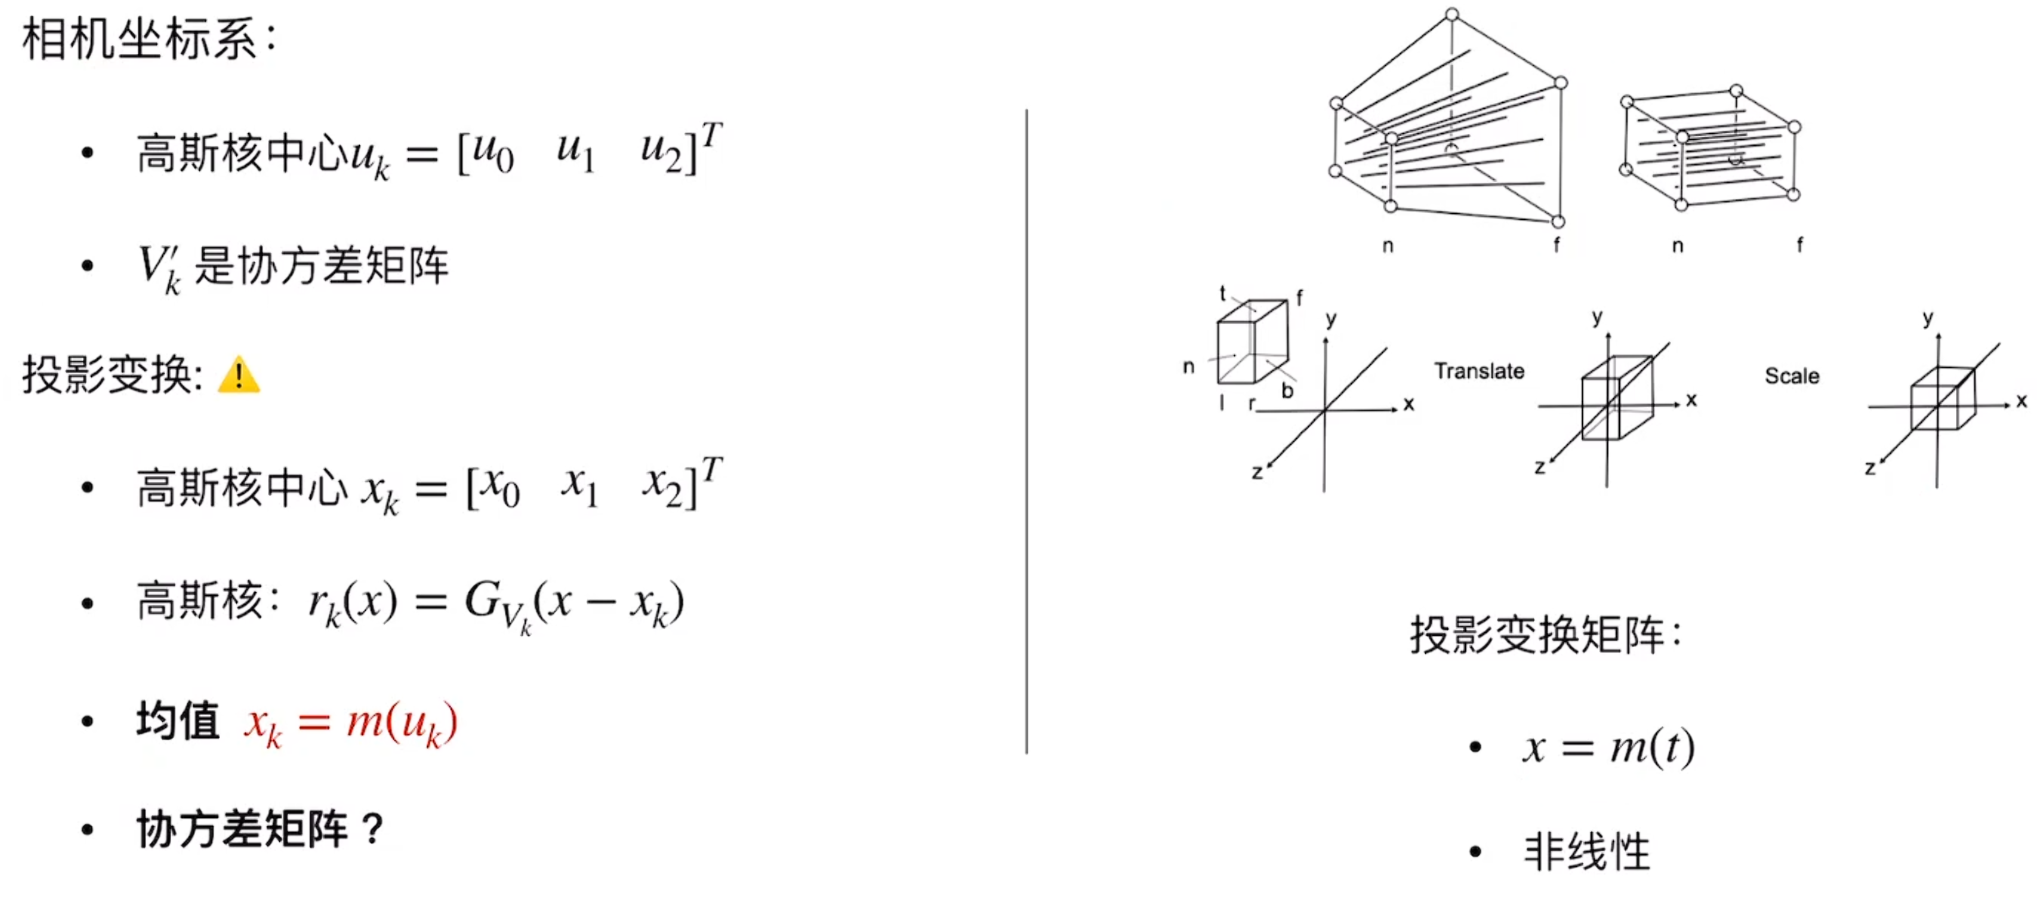 相机坐标系：
• 高斯核中心 $u_k = [u_0 \quad u_1 \quad u_2]^T$
• $V_k'$ 是协方差矩阵
投影变换: ⚠️
• 高斯核中心 $x_k = [x_0 \quad x_1 \quad x_2]^T$
• 高斯核：$r_k(x) = G_{V_k}(x - x_k)$
• 均值 $x_k = m(u_k)$
• 协方差矩阵？
n f n f
t f
n
l r b
y
x
z
Translate
y
x
z
Scale
y
x
z
投影变换矩阵：
• $x = m(t)$
• 非线性